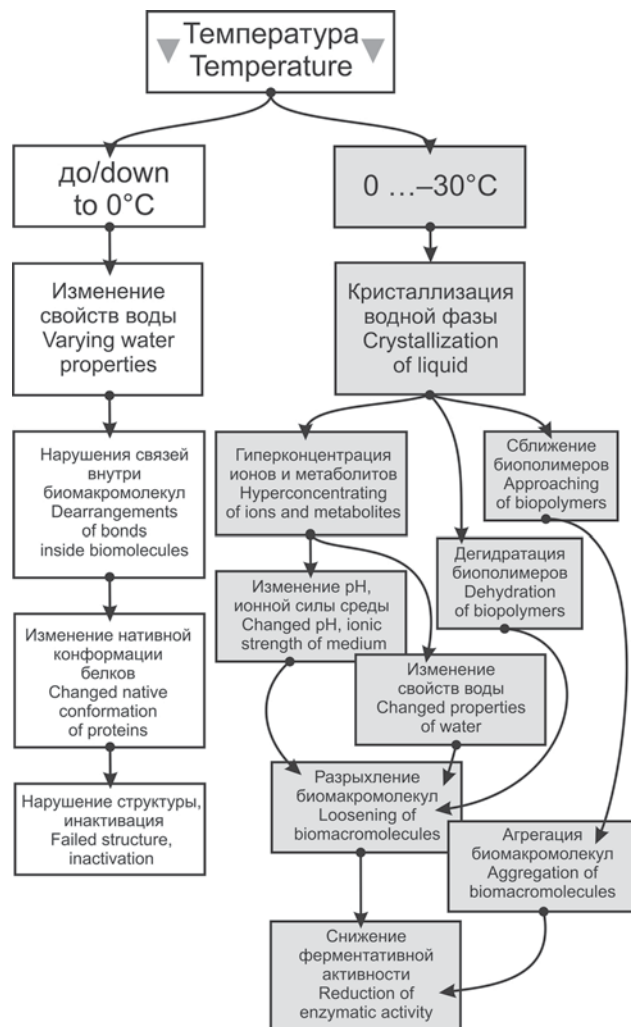 Температура
Temperature
до/down
to 0°C
0 …–30°C
Изменение
свойств воды
Varying water
properties
Кристаллизация
водной фазы
Crystallization
of liquid
Нарушения связей
внутри
биомакромолекул
Dearrangements
of bonds
inside biomolecules
Гиперконцентрация
ионов и метаболитов
Hyperconcentrating
of ions and metabolites
Сближение
биополимеров
Approaching
of biopolymers
Дегидратация
биополимеров
Dehydration
of biopolymers
Изменение pH,
ионной силы среды
Changed pH, ionic
strength of medium
Изменение нативной
конформации
белков
Changed native
conformation
of proteins
Изменение
свойств воды
Changed properties
of water
Нарушение структуры,
инактивация
Failed structure,
inactivation
Разрыхление
биомакромолекул
Loosening of
biomacromolecules
Агрегация
биомакромолекул
Aggregation of
biomacromolecules
Снижение
ферментативной
активности
Reduction of
enzymatic activity